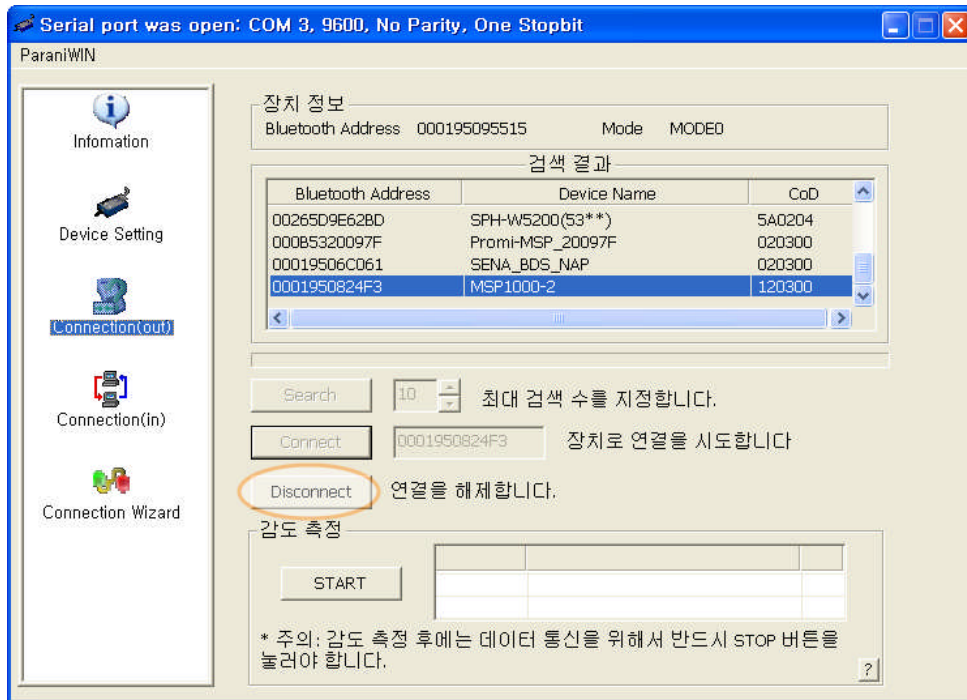 Serial port was open: COM 3, 9600, No Parity, One Stopbit
ParaniWIN
Infomation
Device Setting
Connection(out)
Connection(in)
Connection Wizard
장치 정보
Bluetooth Address 000195095515 Mode MODE0
검색 결과
Bluetooth Address Device Name CoD
00265D9E62BD SPH-W5200(53**) 5A0204
000B5320097F Promi-MSP_20097F 020300
00019506C061 SENA_BDS_NAP 020300
0001950824F3 MSP1000-2 120300
Search 10 최대 검색 수를 지정합니다.
Connect 0001950824F3 장치로 연결을 시도합니다
Disconnect 연결을 해제합니다.
감도 측정
START
* 주의: 감도 측정 후에는 데이터 통신을 위해서 반드시 STOP 버튼을
눌러야 합니다.
?